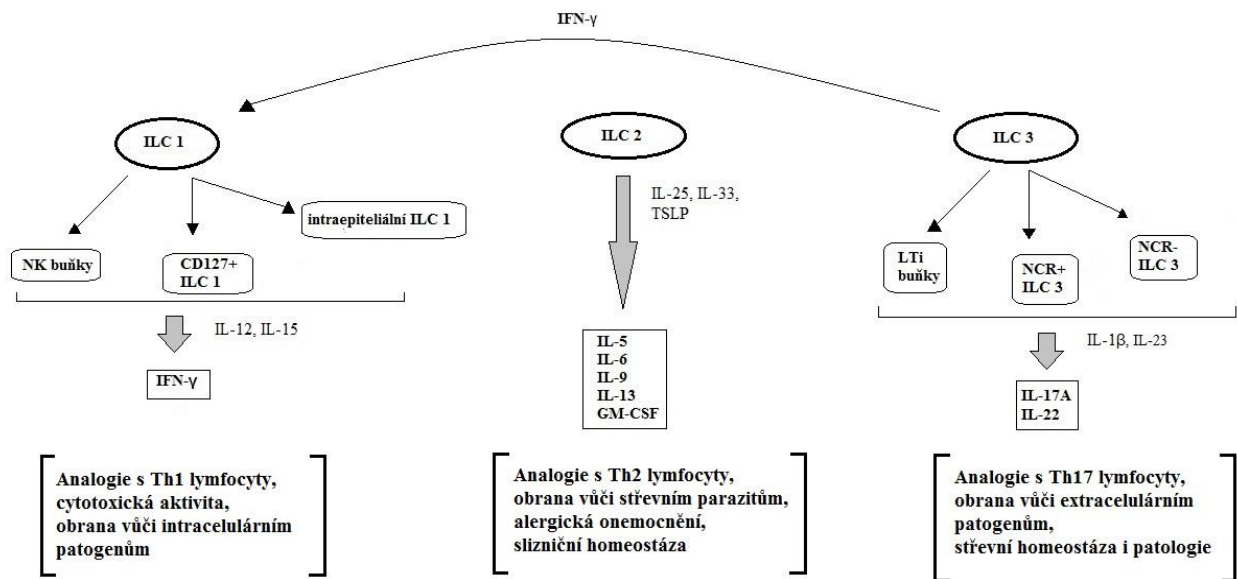 IFN-γ
ILC 1
NK buňky
CD127+
ILC 1
intraepiteliální ILC 1
IL-12, IL-15
IFN-γ
Analogie s Th1 lymfocyty,
cytotoxická aktivita,
obrana vůči intracelulárním
patogenům
ILC 2
IL-25, IL-33,
TSLP
IL-5
IL-6
IL-9
IL-13
GM-CSF
Analogie s Th2 lymfocyty,
obrana vůči střevním parazitům,
alergická onemocnění,
slizniční homeostáza
ILC 3
LTi
buňky
NCR+
ILC 3
NCR-
ILC 3
IL-1β, IL-23
IL-17A
IL-22
Analogie s Th17 lymfocyty,
obrana vůči extracelulárním
patogenům,
střevní homeostáza i patologie